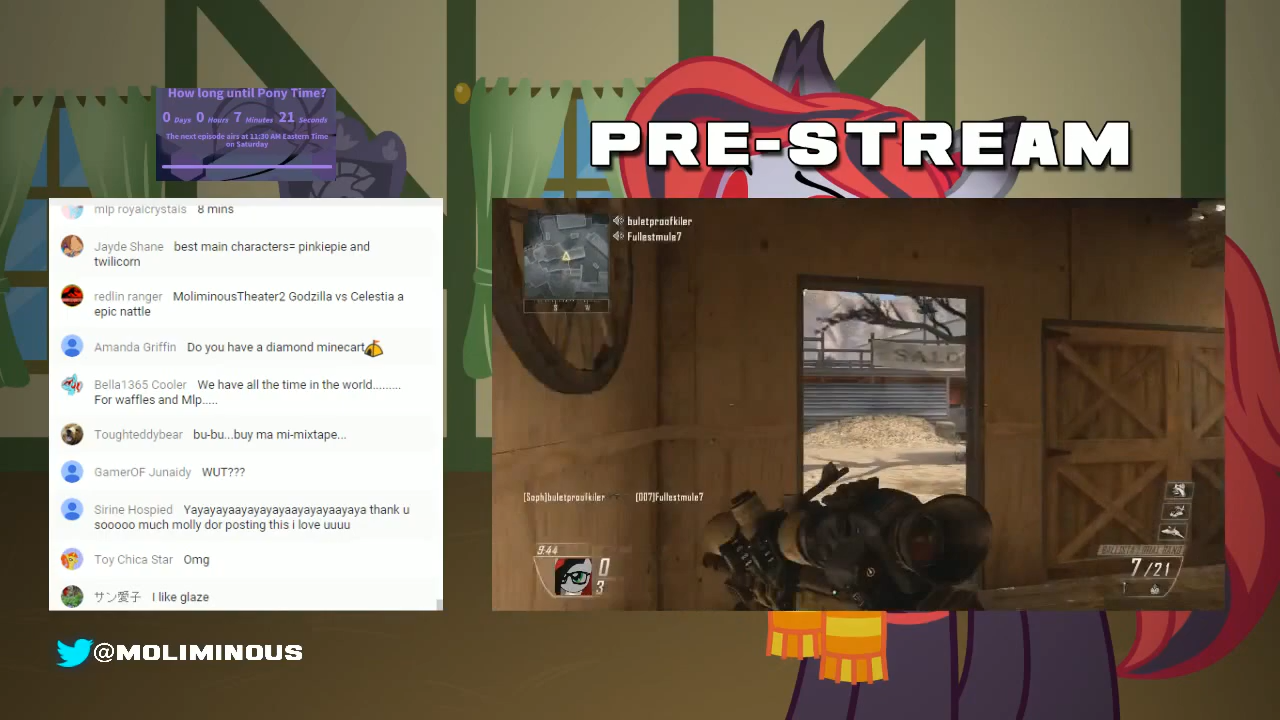 How long until Pony Time?
0 Days 0 Hours 7 Minutes 21 Seconds
The next episode airs at 11:30 AM Eastern Time
on Saturday
PRE-STREAM
mlp royalcrystals 8 mins
Jayde Shane best main characters= pinkiepie and
twilicorn
redlin ranger MoliminousTheater2 Godzilla vs Celestia a
epic nattle
Amanda Griffin Do you have a diamond minecart
Bella1365 Cooler We have all the time in the world.........
For waffles and Mlp.....
Toughteddybear bu-bu...buy ma mi-mixtape...
GamerOF Junaidy WUT???
Sirine Hospied Yayayayaayayayayaayayayaayaya thank u
sooooo much molly dor posting this i love uuuu
Toy Chica Star Omg
サン愛子 I like glaze
@MOLIMINOUS
buletproofkiler
Fullestmule7
S W
SALO
[Soph]buletproofkiler [007]Fullestmule7
9:44
0
3
7/21